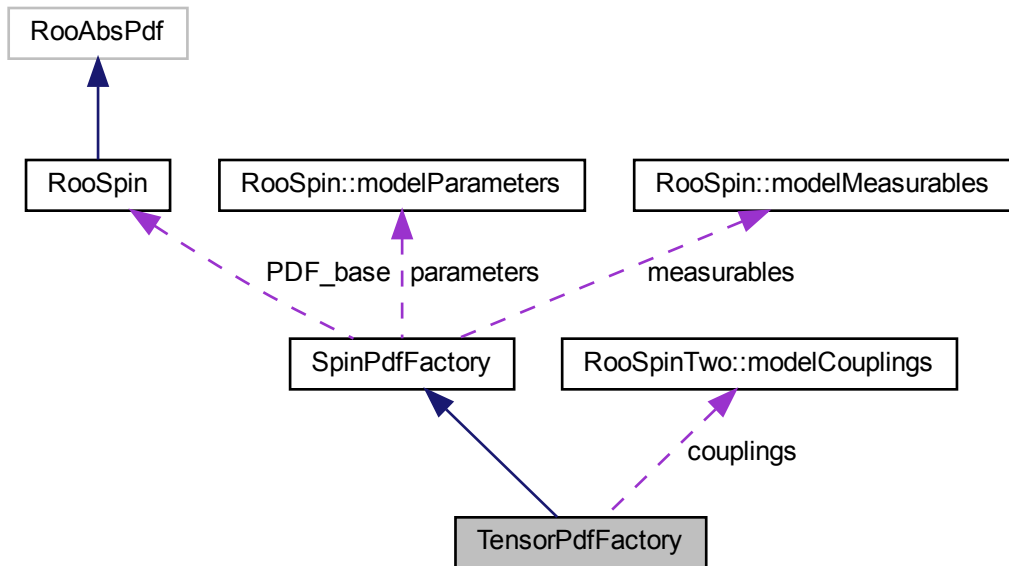 RooAbsPdf
RooSpin
RooSpin::modelParameters
RooSpin::modelMeasurables
PDF_base
parameters
measurables
SpinPdfFactory
RooSpinTwo::modelCouplings
couplings
TensorPdfFactory